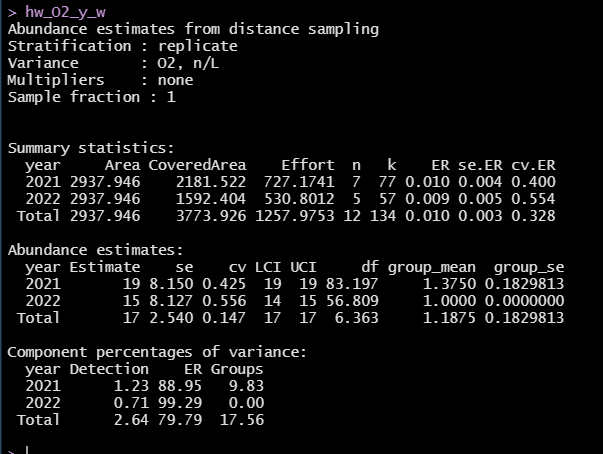 > hw_O2_y_w
Abundance estimates from distance sampling
Stratification : replicate
Variance       : O2, n/L
Multipliers    : none
Sample fraction : 1
Summary statistics:
  year     Area CoveredArea    Effort  n   k    ER se.ER cv.ER
  2021 2937.946    2181.522  727.1741  7  77 0.010 0.004 0.400
  2022 2937.946    1592.404  530.8012  5  57 0.009 0.005 0.554
 Total 2937.946    3773.926 1257.9753 12 134 0.010 0.003 0.328
Abundance estimates:
  year Estimate    se    cv LCI UCI     df group_mean  group_se
  2021       19 8.150 0.425  19  19 83.197     1.3750 0.1829813
  2022       15 8.127 0.556  14  15 56.809     1.0000 0.0000000
 Total       17 2.540 0.147  17  17  6.363     1.1875 0.1829813
Component percentages of variance:
  year Detection    ER Groups
  2021      1.23 88.95   9.83
  2022      0.71 99.29   0.00
 Total      2.64 79.79  17.56
>